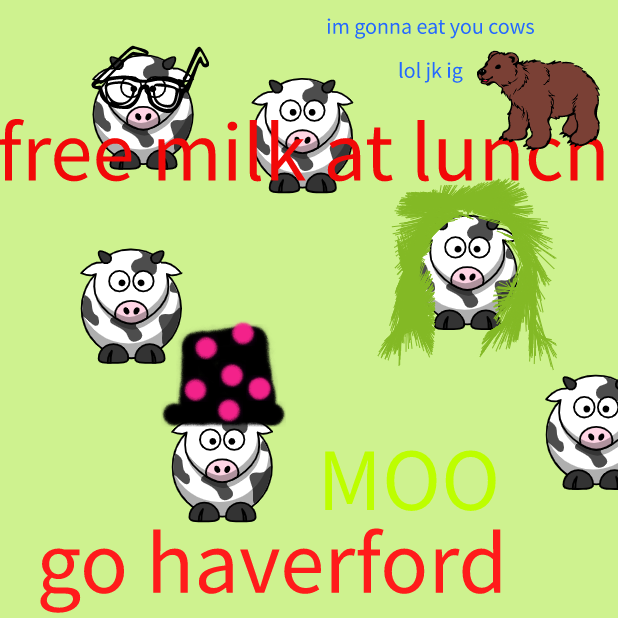 im gonna eat you cows
lol jk ig
free milk at lunch
MOO
go haverford